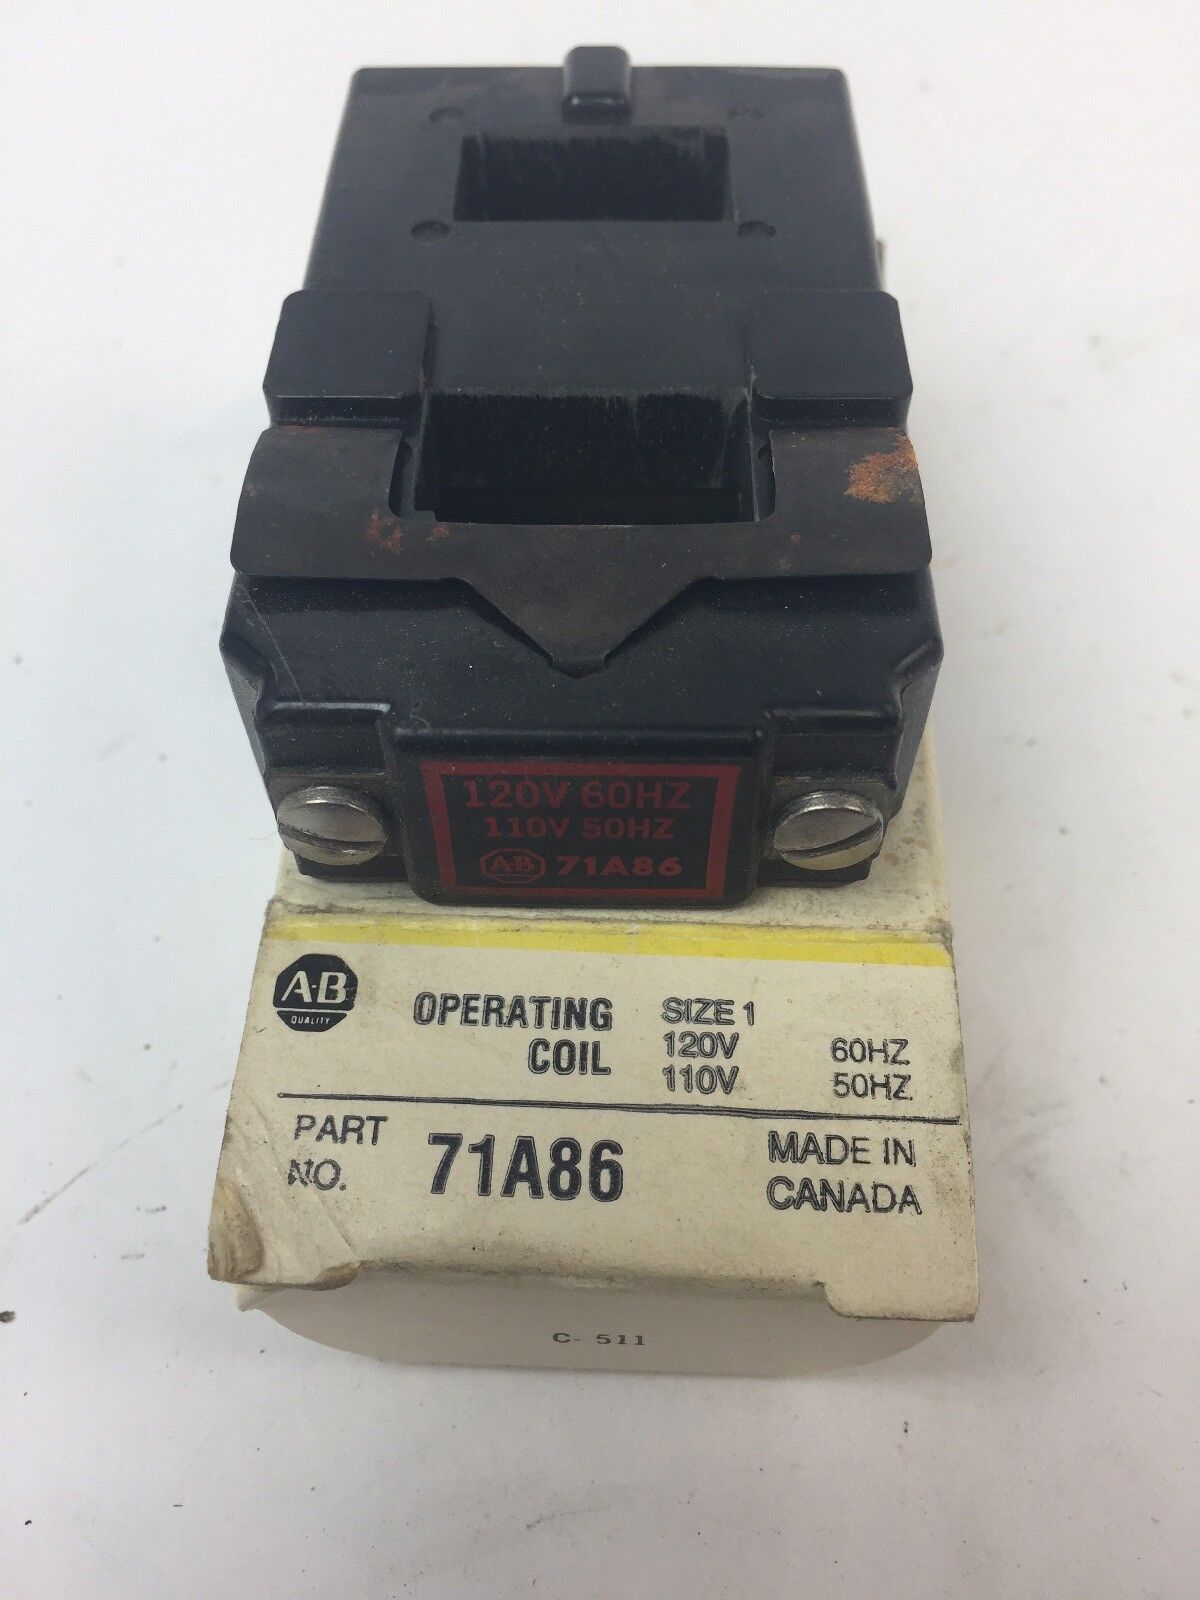 120V 60HZ
110V 50HZ
A-B 71A86
A-B
QUALITY
OPERATING
COIL
SIZE 1
120V 60HZ
110V 50HZ
PART
NO.
71A86
MADE IN
CANADA
C- 511